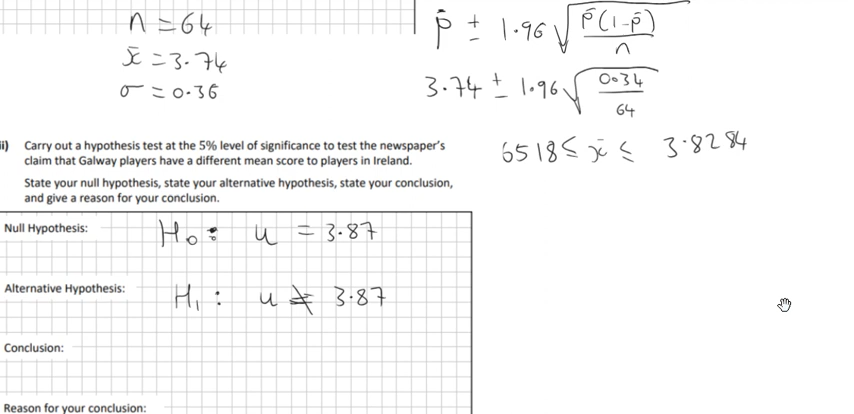 n = 64
x̄ = 3.74
σ = 0.36
p̄ ± 1.96 √(p̄(1-p̄)/n)
3.74 ± 1.96 √(0.34/64)
6518 ≤ x̄ ≤ 3.8284
ii) Carry out a hypothesis test at the 5% level of significance to test the newspaper's
claim that Galway players have a different mean score to players in Ireland.
State your null hypothesis, state your alternative hypothesis, state your conclusion,
and give a reason for your conclusion.
Null Hypothesis: H₀: u = 3.87
Alternative Hypothesis: H₁: u ≠ 3.87
Conclusion:
Reason for your conclusion: